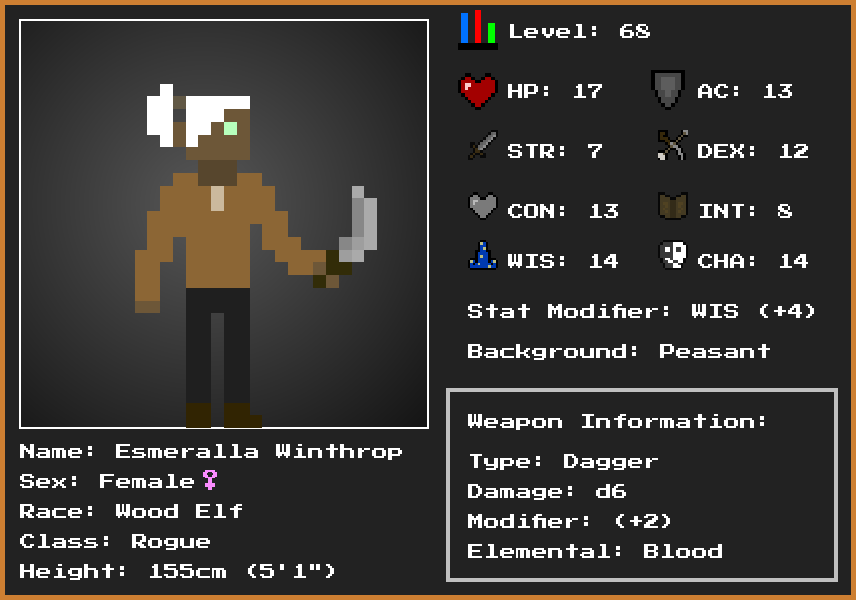 Level: 68
HP: 17 AC: 13
STR: 7 DEX: 12
CON: 13 INT: 8
WIS: 14 CHA: 14
Stat Modifier: WIS (+4)
Background: Peasant
Weapon Information:
Type: Dagger
Damage: d6
Modifier: (+2)
Elemental: Blood
Name: Esmeralla Winthrop
Sex: Female♀
Race: Wood Elf
Class: Rogue
Height: 155cm (5'1")